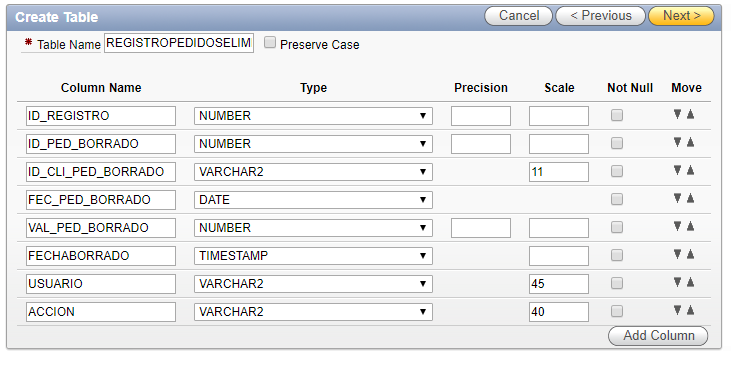 Create Table
Cancel
< Previous
Next >
* Table Name REGISTROPEDIDOSELIM Preserve Case
Column Name Type Precision Scale Not Null Move
ID_REGISTRO NUMBER
ID_PED_BORRADO NUMBER
ID_CLI_PED_BORRADO VARCHAR2 11
FEC_PED_BORRADO DATE
VAL_PED_BORRADO NUMBER
FECHABORRADO TIMESTAMP
USUARIO VARCHAR2 45
ACCION VARCHAR2 40
Add Column